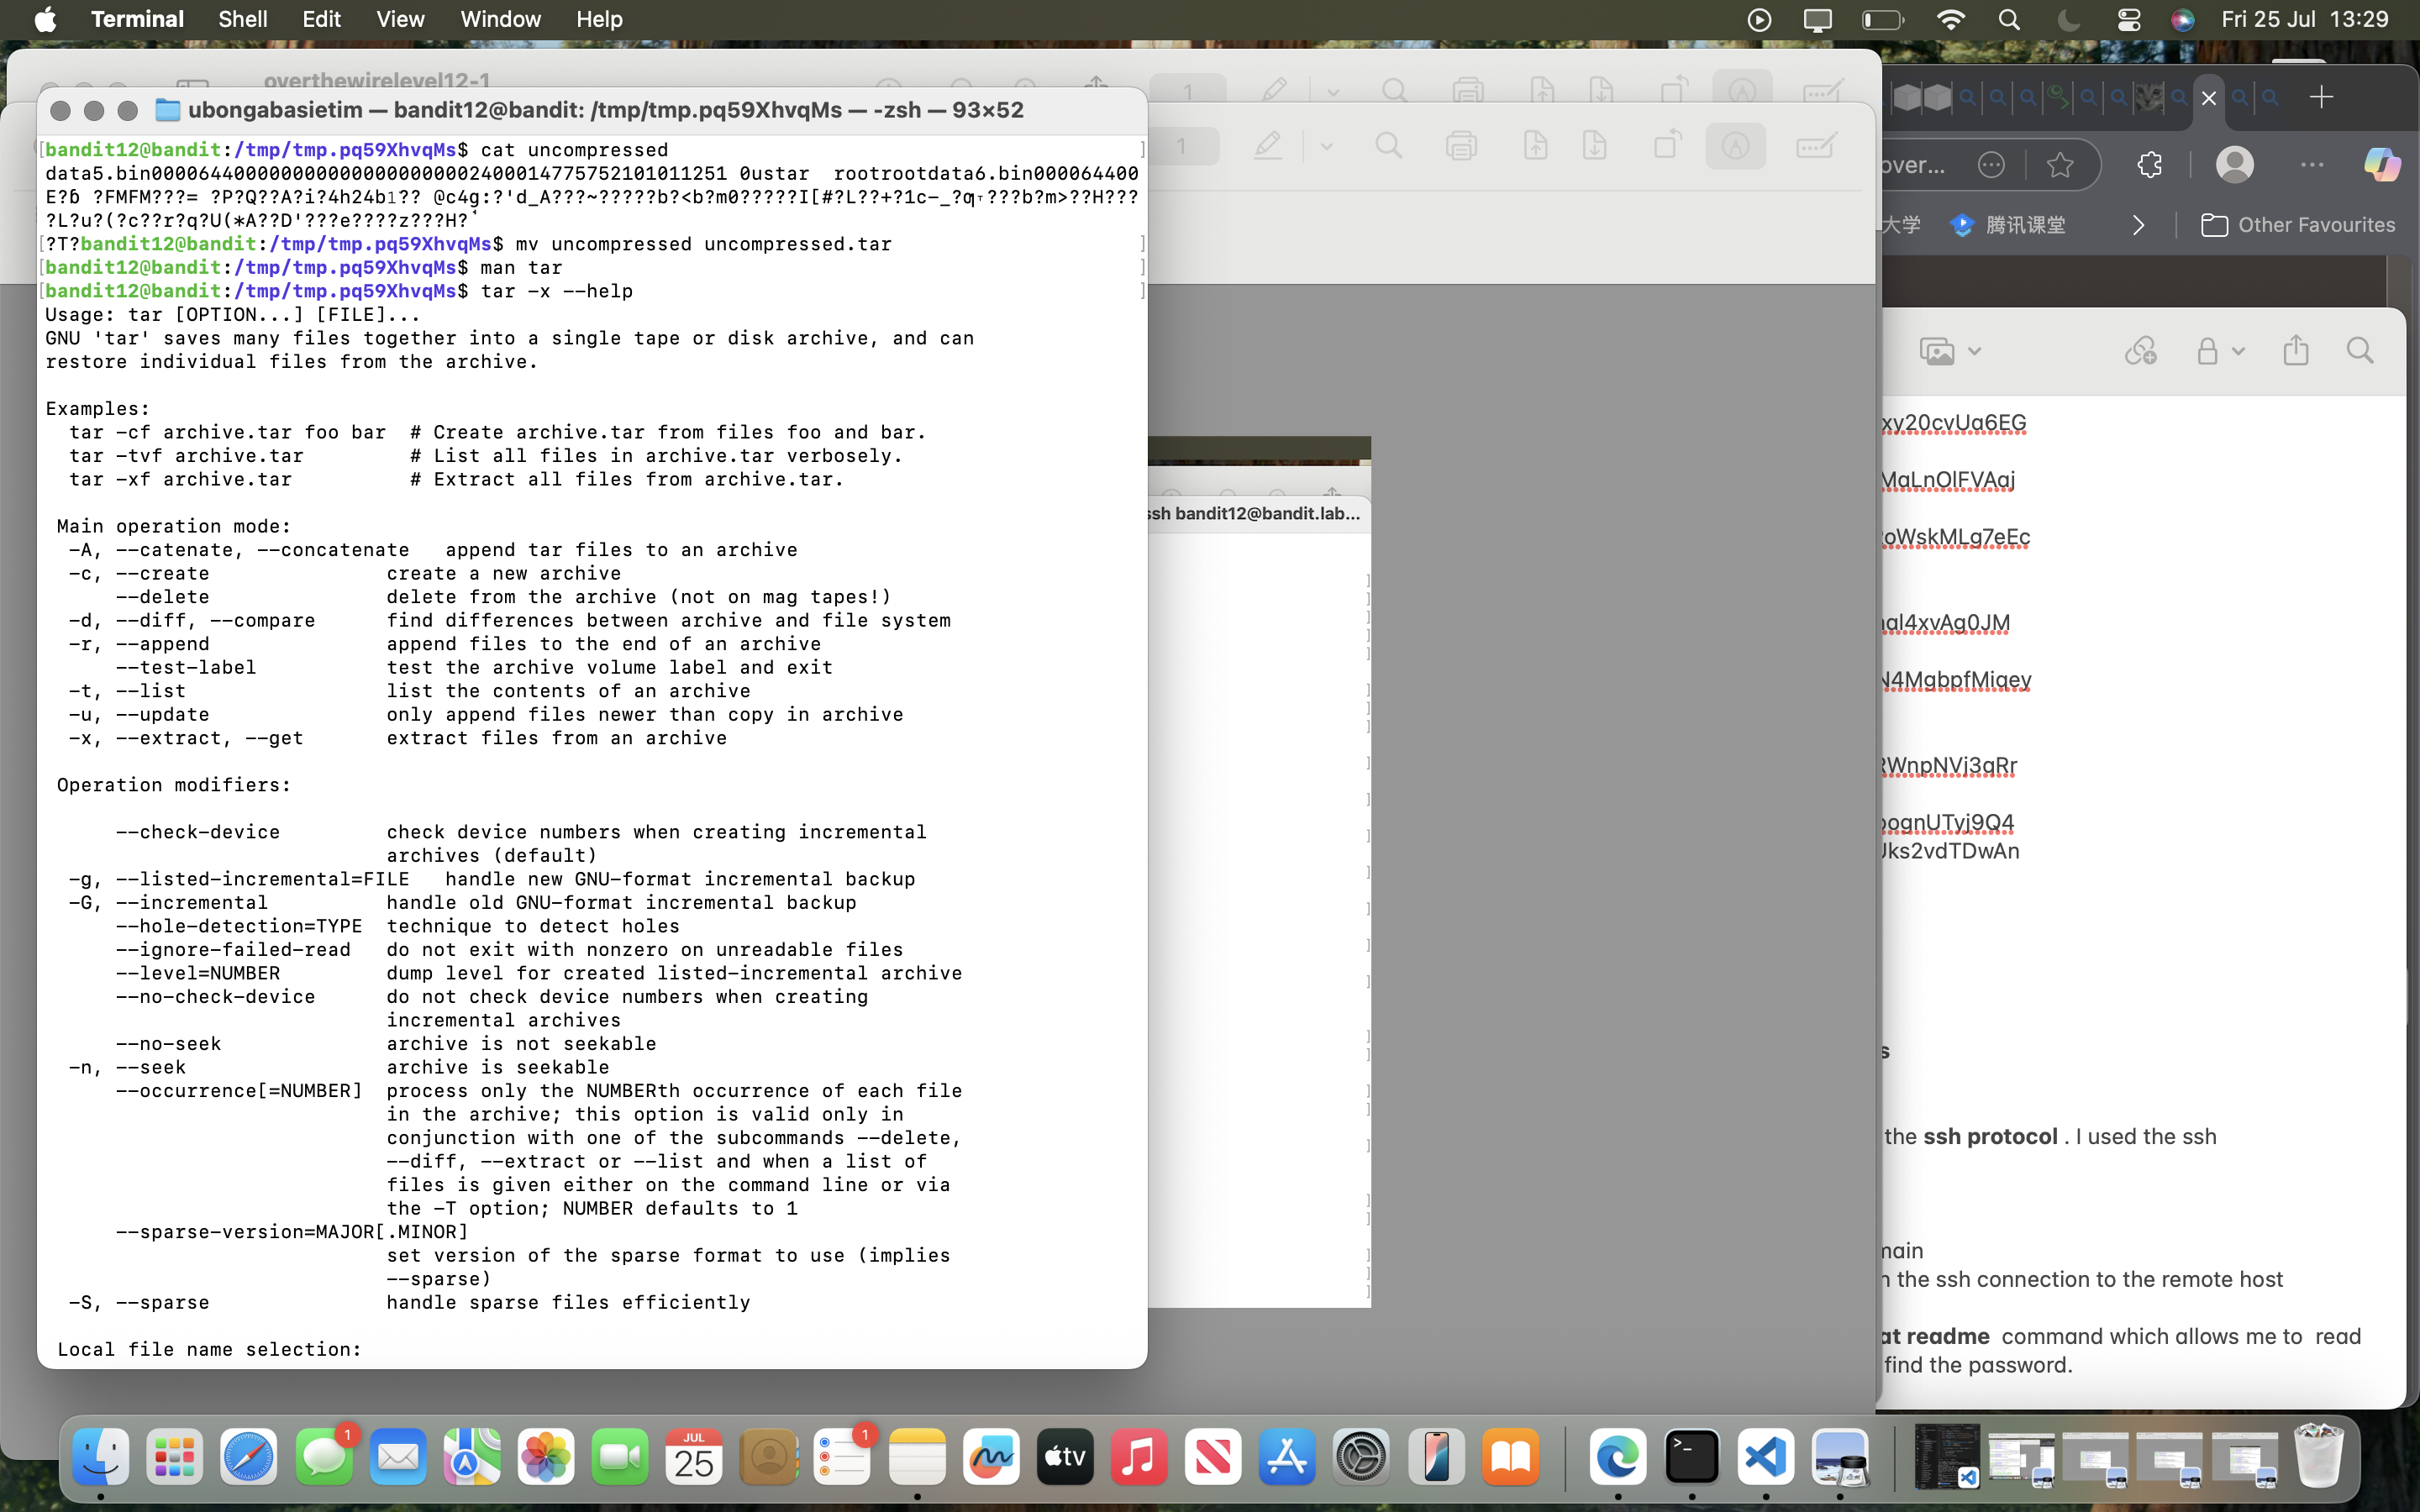 Terminal Shell Edit View Window Help
Fri 25 Jul 13:29
overthewirelevel12-1
1
ubongabasietim — bandit12@bandit: /tmp/tmp.pq59XhvqMs — -zsh — 93×52
[bandit12@bandit:/tmp/tmp.pq59XhvqMs$ cat uncompressed ]
[?T?bandit12@bandit:/tmp/tmp.pq59XhvqMs$ mv uncompressed uncompressed.tar ]
[bandit12@bandit:/tmp/tmp.pq59XhvqMs$ man tar ]
[bandit12@bandit:/tmp/tmp.pq59XhvqMs$ tar -x --help ]
Usage: tar [OPTION...] [FILE]...
GNU 'tar' saves many files together into a single tape or disk archive, and can
restore individual files from the archive.
Examples:
tar -cf archive.tar foo bar # Create archive.tar from files foo and bar.
tar -tvf archive.tar # List all files in archive.tar verbosely.
tar -xf archive.tar # Extract all files from archive.tar.
Main operation mode:
-A, --catenate, --concatenate append tar files to an archive
-c, --create create a new archive
--delete delete from the archive (not on mag tapes!)
-d, --diff, --compare find differences between archive and file system
-r, --append append files to the end of an archive
--test-label test the archive volume label and exit
-t, --list list the contents of an archive
-u, --update only append files newer than copy in archive
-x, --extract, --get extract files from an archive
Operation modifiers:
--check-device check device numbers when creating incremental
archives (default)
-g, --listed-incremental=FILE handle new GNU-format incremental backup
-G, --incremental handle old GNU-format incremental backup
--hole-detection=TYPE technique to detect holes
--ignore-failed-read do not exit with nonzero on unreadable files
--level=NUMBER dump level for created listed-incremental archive
--no-check-device do not check device numbers when creating
incremental archives
--no-seek archive is not seekable
-n, --seek archive is seekable
--occurrence[=NUMBER] process only the NUMBERth occurrence of each file
in the archive; this option is valid only in
conjunction with one of the subcommands --delete,
--diff, --extract or --list and when a list of
files is given either on the command line or via
the -T option; NUMBER defaults to 1
--sparse-version=MAJOR[.MINOR]
set version of the sparse format to use (implies
--sparse)
-S, --sparse handle sparse files efficiently
Local file name selection:
1
ssh bandit12@bandit.lab...
over...
大学 腾讯课堂 Other Favourites
xy20cvUa6EG
MaLnOlFVAqj
oWskMLg7eEc
al4xvAg0JM
N4MgbpfMiqey
WnpNVj3qRr
ognUTyj9Q4
Jks2vdTDwAn
s
the ssh protocol . I used the ssh
main
n the ssh connection to the remote host
at readme command which allows me to read
find the password.
1
JUL
25
1
tv